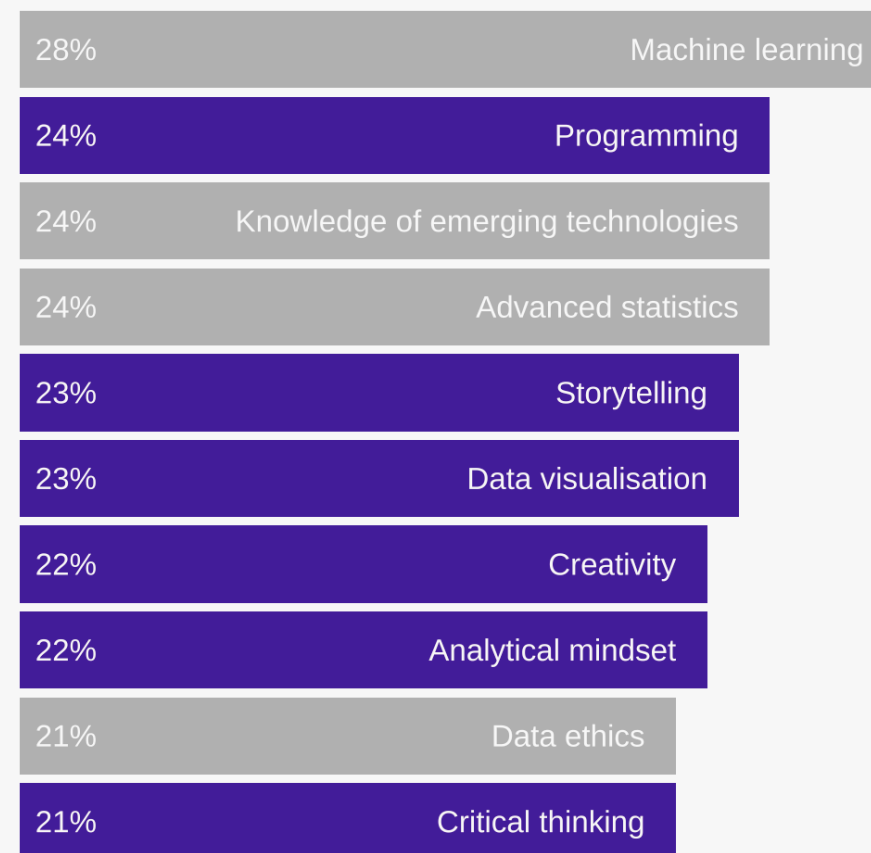 28% Machine learning
24% Programming
24% Knowledge of emerging technologies
24% Advanced statistics
23% Storytelling
23% Data visualisation
22% Creativity
22% Analytical mindset
21% Data ethics
21% Critical thinking